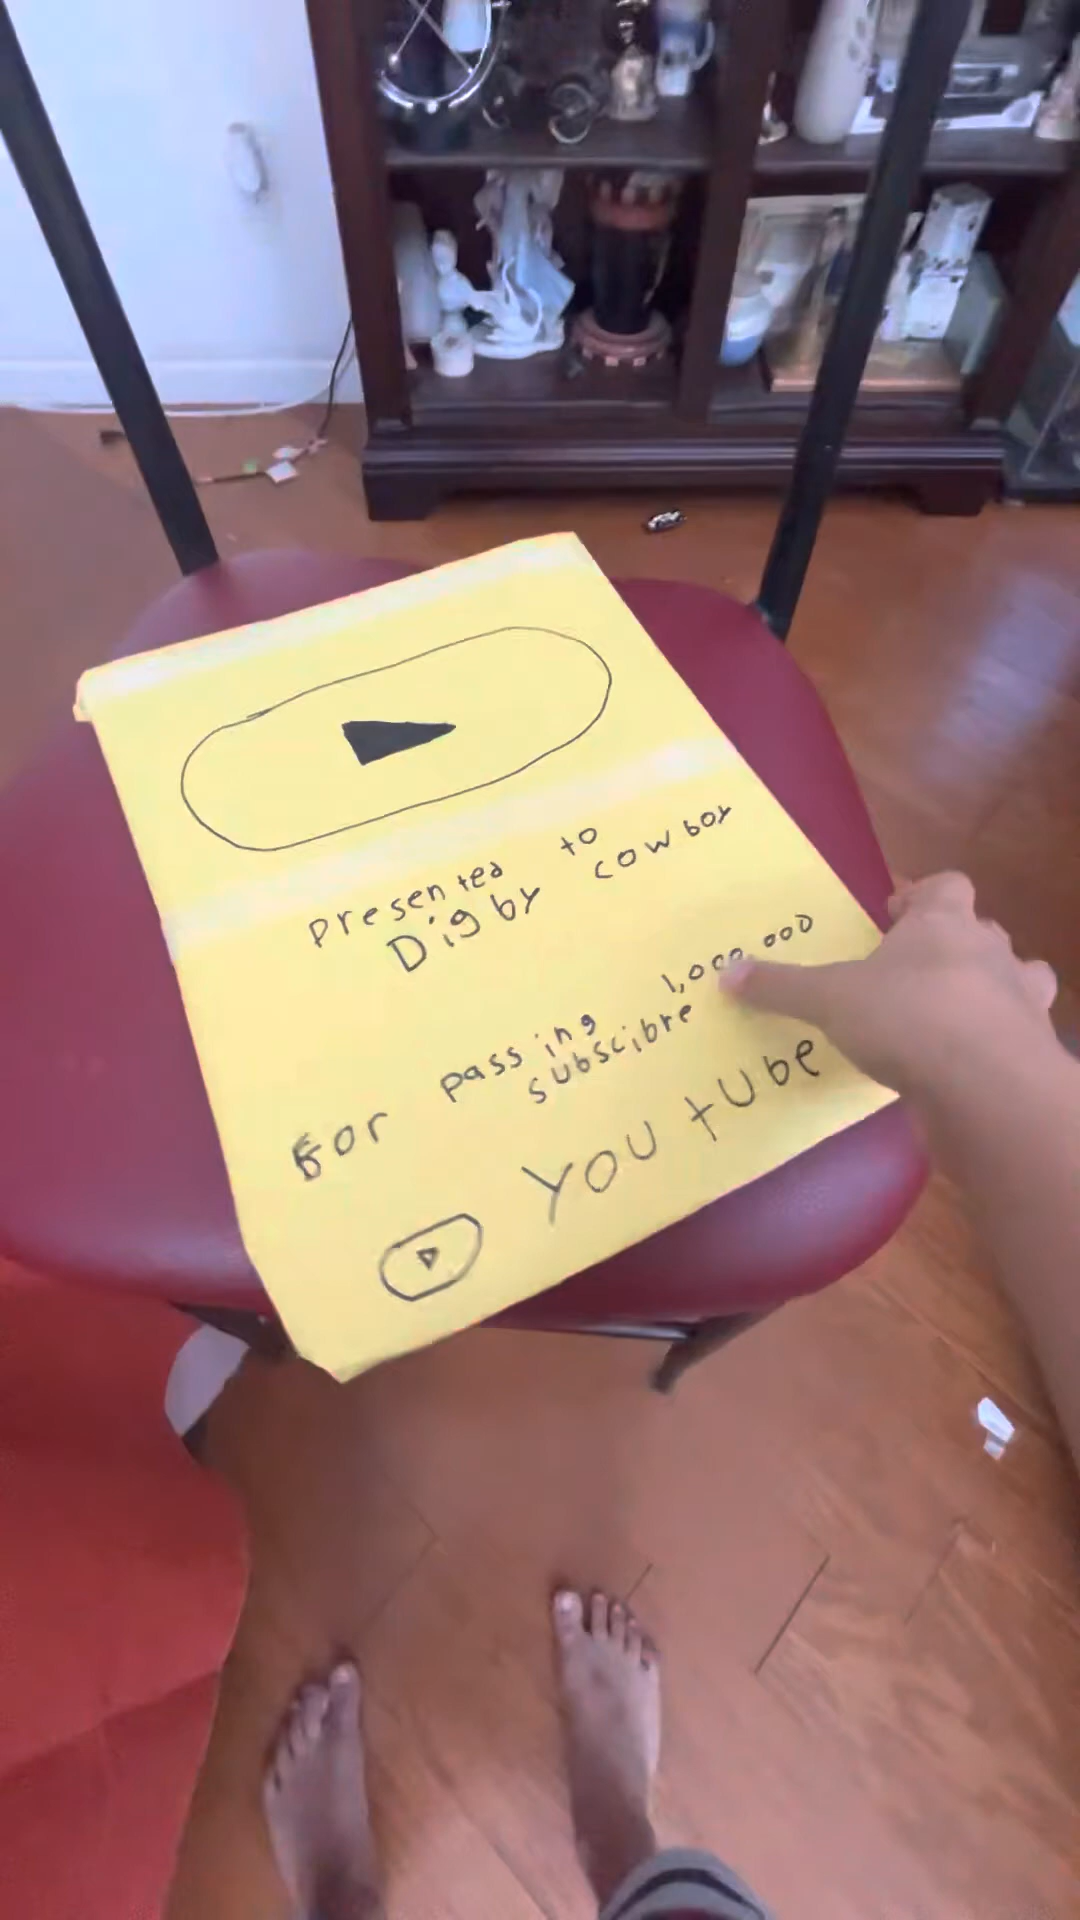 presented to
Digby cowboy
For passing 1,000,000
subscibre
YOU tUbe